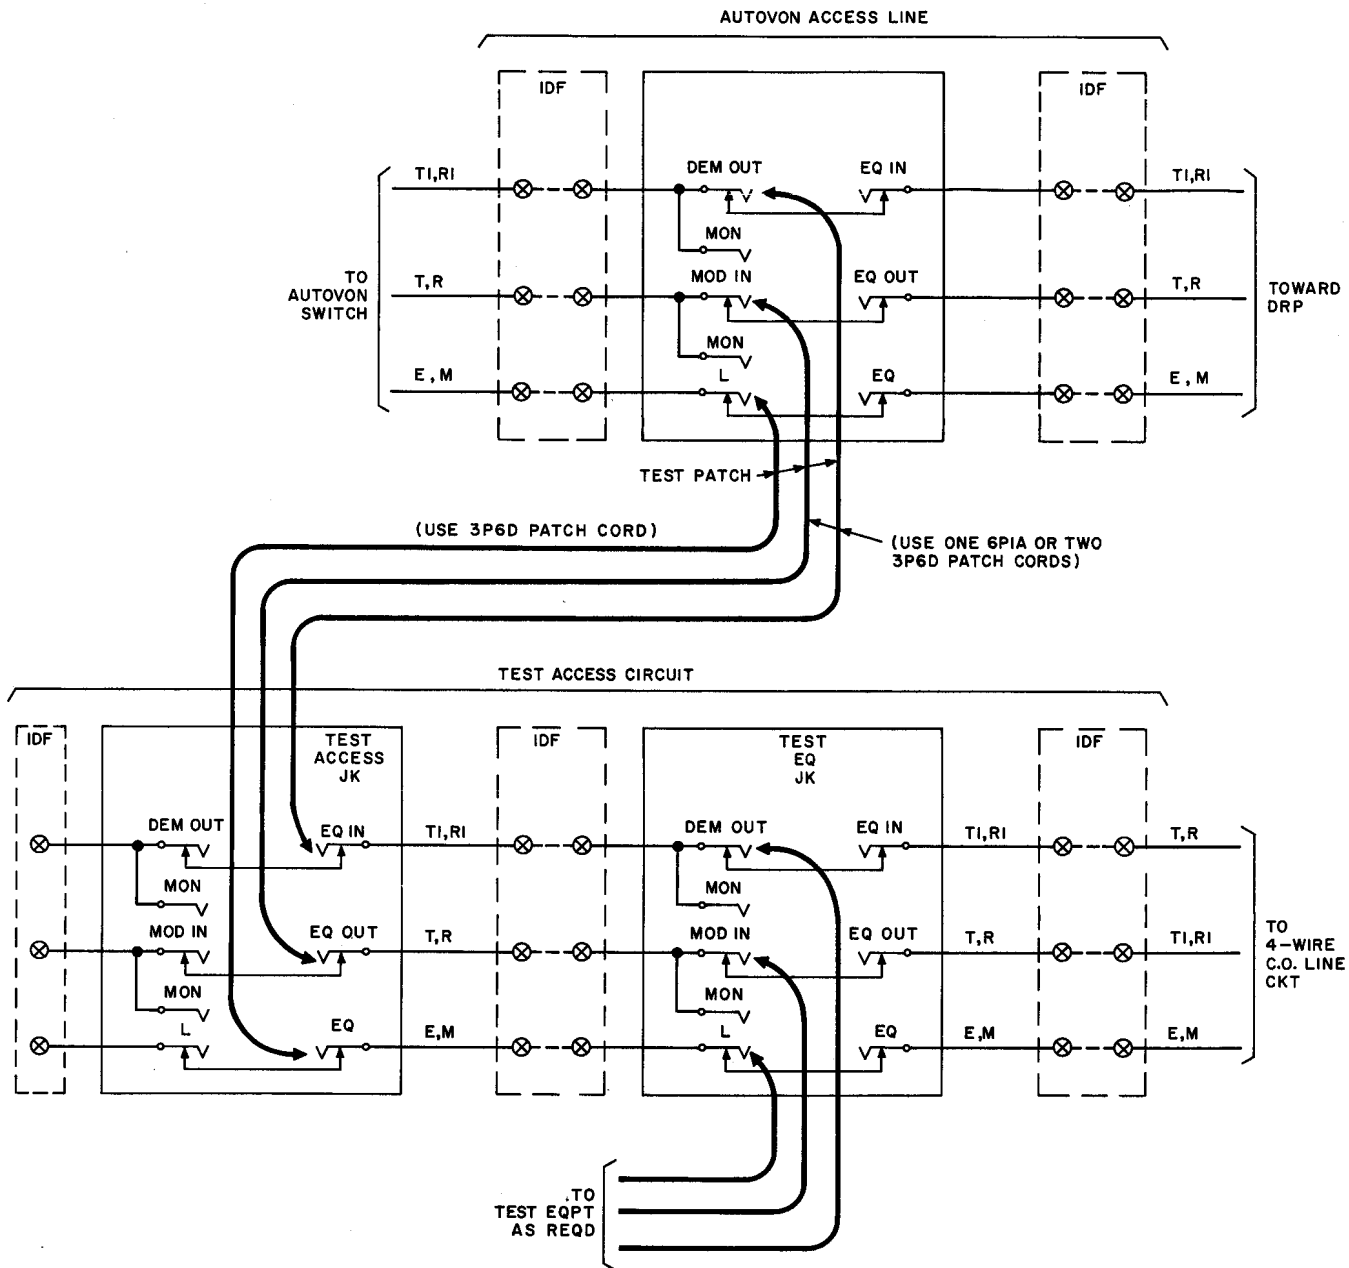 AUTOVON ACCESS LINE
IDF
IDF
DEM OUT
EQ IN
T1,R1
T1,R1
MON
MOD IN
EQ OUT
TO
AUTOVON
SWITCH
T,R
T,R
TOWARD
DRP
MON
L
EQ
E,M
E,M
TEST PATCH
(USE 3P6D PATCH CORD)
(USE ONE 6P1A OR TWO
3P6D PATCH CORDS)
TEST ACCESS CIRCUIT
IDF
TEST
ACCESS
JK
IDF
TEST
EQ
JK
IDF
DEM OUT
EQ IN
T1,R1
DEM OUT
EQ IN
T1,R1
T,R
MON
MON
MOD IN
EQ OUT
T,R
MOD IN
EQ OUT
T,R
T1,R1
TO
4-WIRE
C.O. LINE
CKT
MON
MON
L
EQ
E,M
L
EQ
E,M
E,M
TO
TEST EQPT
AS REQD